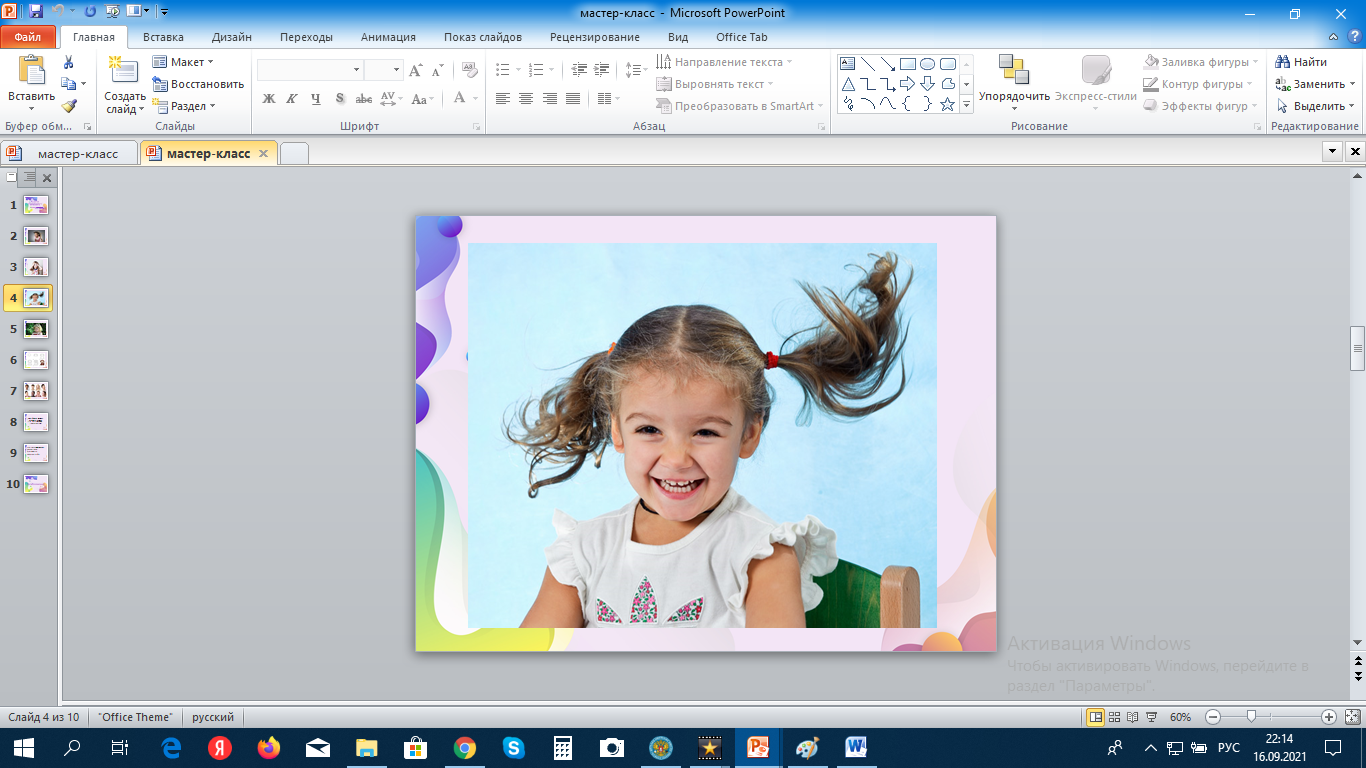 мастер-класс - Microsoft PowerPoint
Файл Главная Вставка Дизайн Переходы Анимация Показ слайдов Рецензирование Вид Office Tab
Вставить
Буфер обм...
Создать слайд
Макет
Восстановить
Раздел
Слайды
Ж К Ч S abc AV Aa А
Шрифт
Направление текста
Выровнять текст
Преобразовать в SmartArt
Абзац
Упорядочить
Экспресс-стили
Заливка фигуры
Контур фигуры
Эффекты фигур
Рисование
Найти
Заменить
Выделить
Редактирование
мастер-класс
мастер-класс
1
2
3
4
5
6
7
8
9
10
Активация Windows
Чтобы активировать Windows, перейдите в
раздел "Параметры".
Слайд 4 из 10 "Office Theme" русский 60%
РУС 22:14
16.09.2021